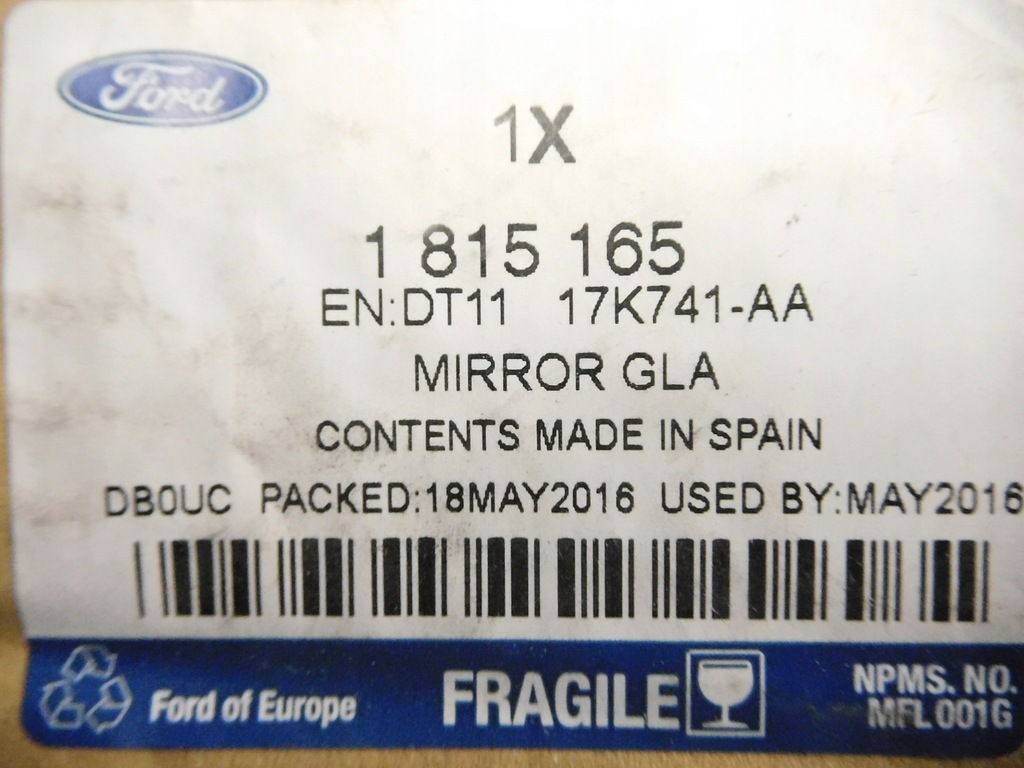 Ford
1X
1 815 165
EN:DT11 17K741-AA
MIRROR GLA
CONTENTS MADE IN SPAIN
DB0UC PACKED:18MAY2016 USED BY:MAY2016
Ford of Europe
FRAGILE
NPMS. NO.
MFL001G